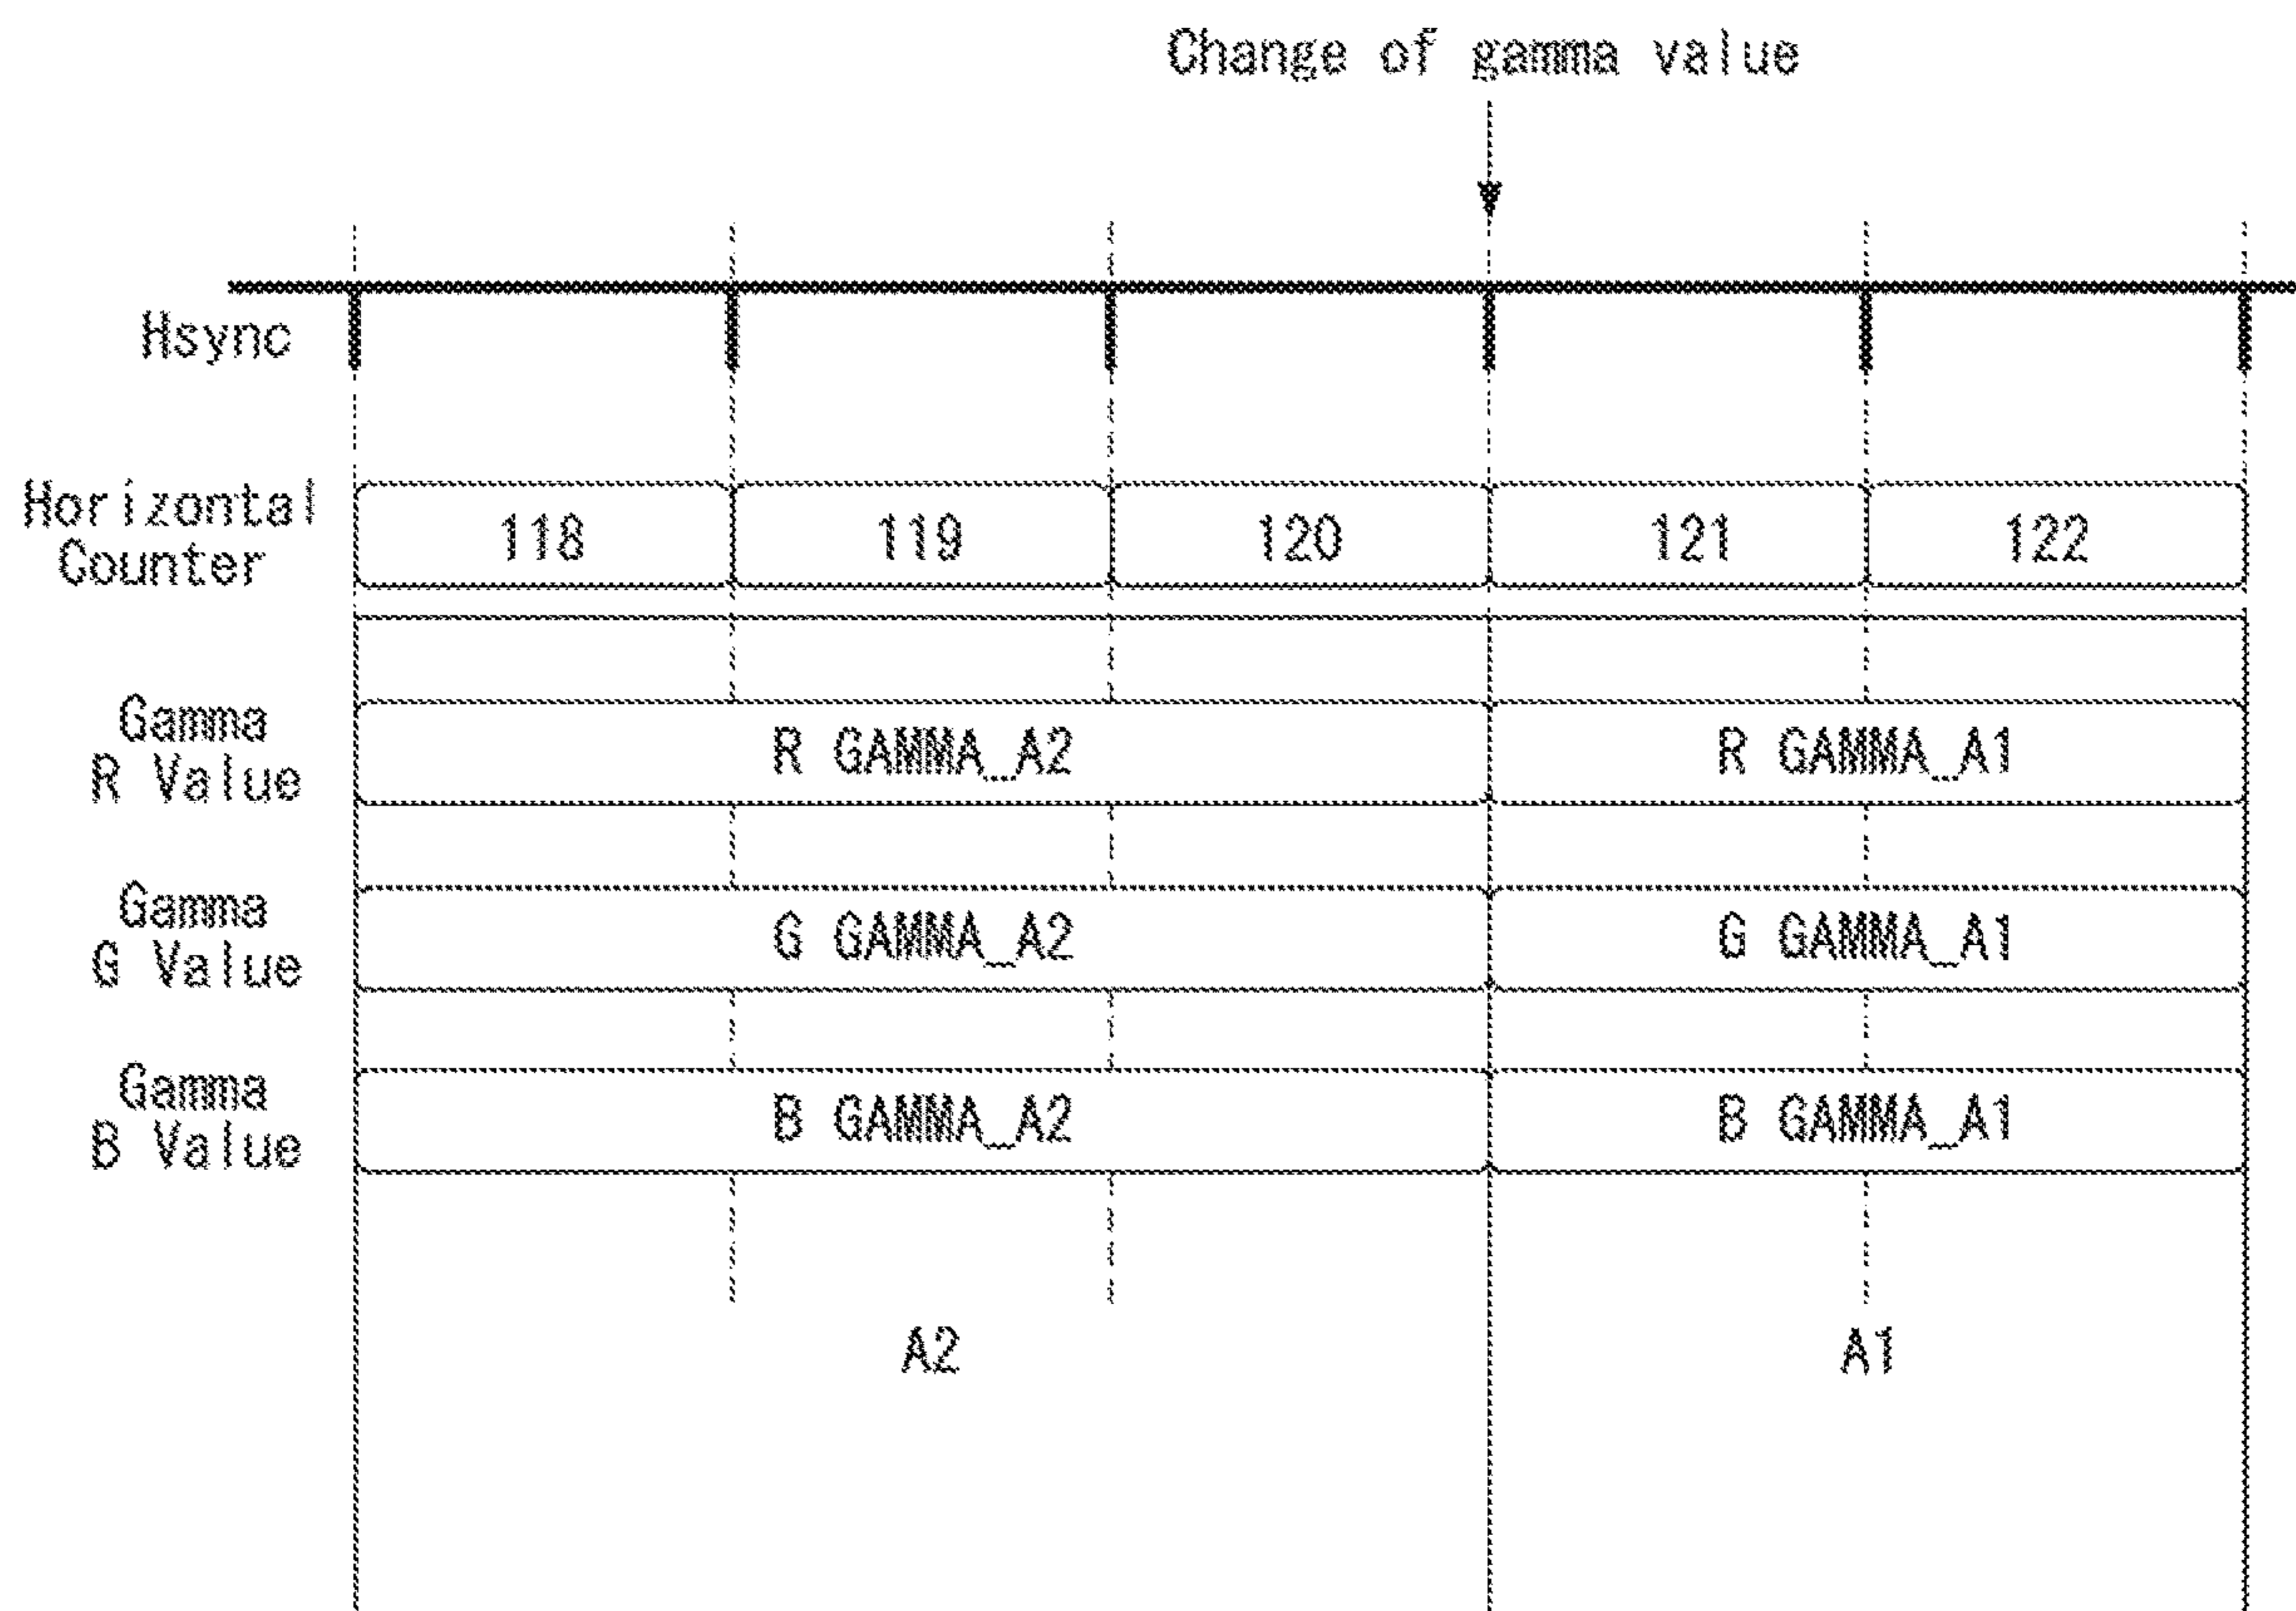 Change of gamma value
Hsync
Horizontal
Counter
118 119 120 121 122
Gamma
R Value
R GAMMA_A2 R GAMMA_A1
Gamma
G Value
G GAMMA_A2 G GAMMA_A1
Gamma
B Value
B GAMMA_A2 B GAMMA_A1
A2 A1